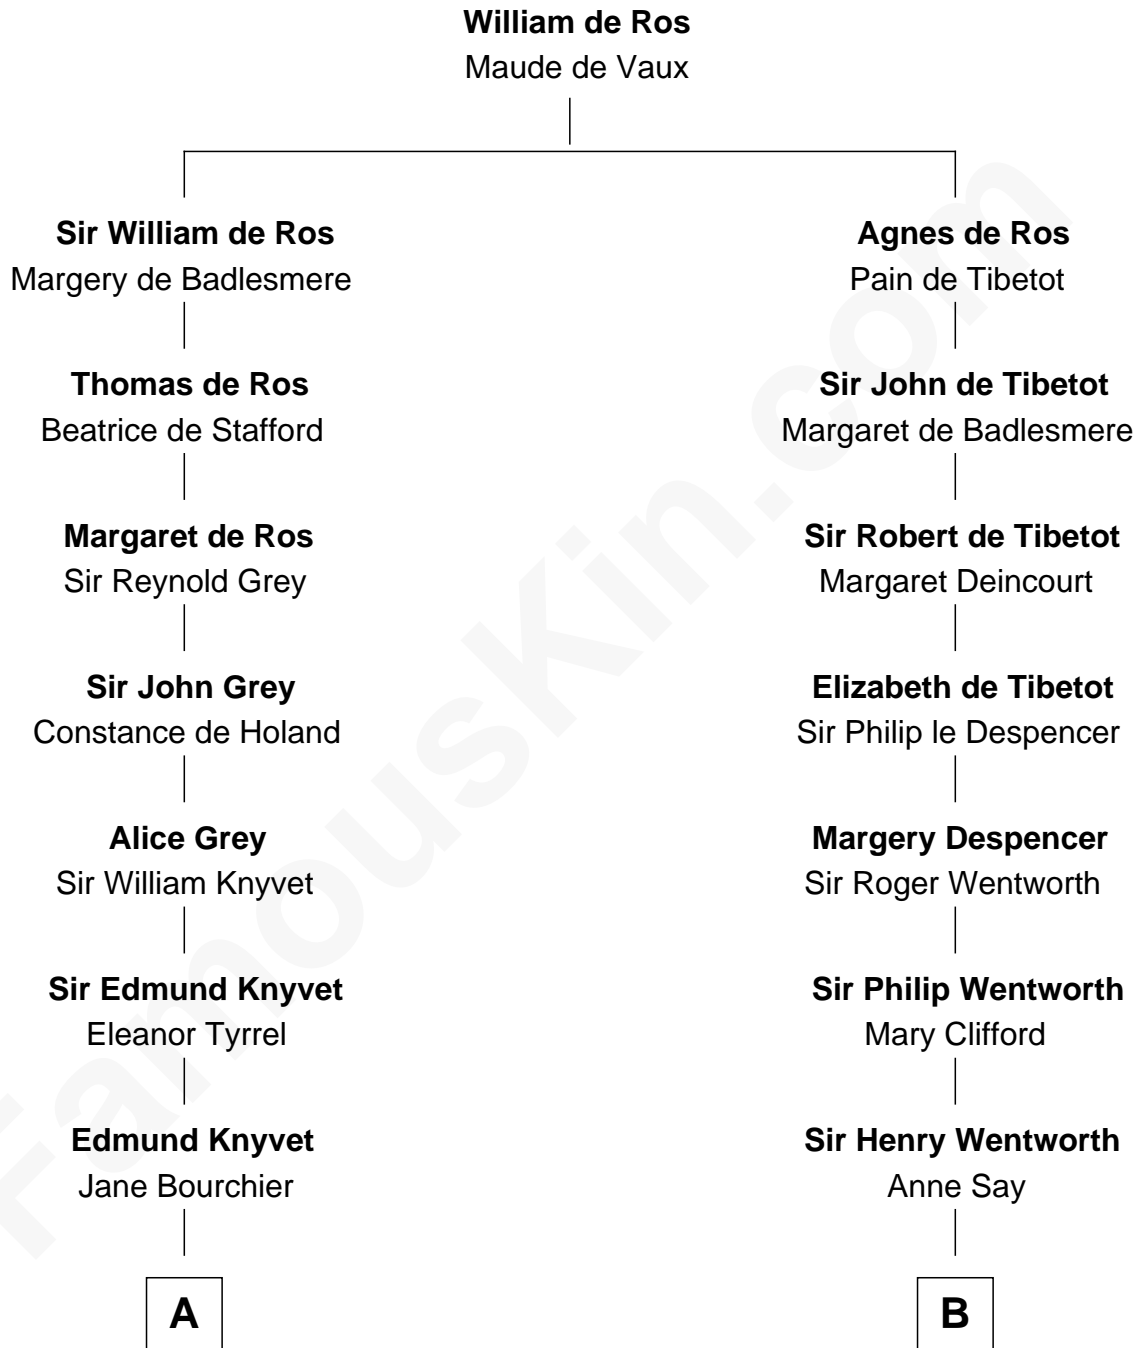 William de Ros
Maude de Vaux
Sir William de Ros
Margery de Badlesmere
Agnes de Ros
Pain de Tibetot
Thomas de Ros
Beatrice de Stafford
Sir John de Tibetot
Margaret de Badlesmere
Margaret de Ros
Sir Reynold Grey
Sir Robert de Tibetot
Margaret Deincourt
Sir John Grey
Constance de Holand
Elizabeth de Tibetot
Sir Philip le Despencer
Alice Grey
Sir William Knyvet
Margery Despencer
Sir Roger Wentworth
Sir Edmund Knyvet
Eleanor Tyrrel
Sir Philip Wentworth
Mary Clifford
Edmund Knyvet
Jane Bourchier
Sir Henry Wentworth
Anne Say
A
B
FamousKin.com